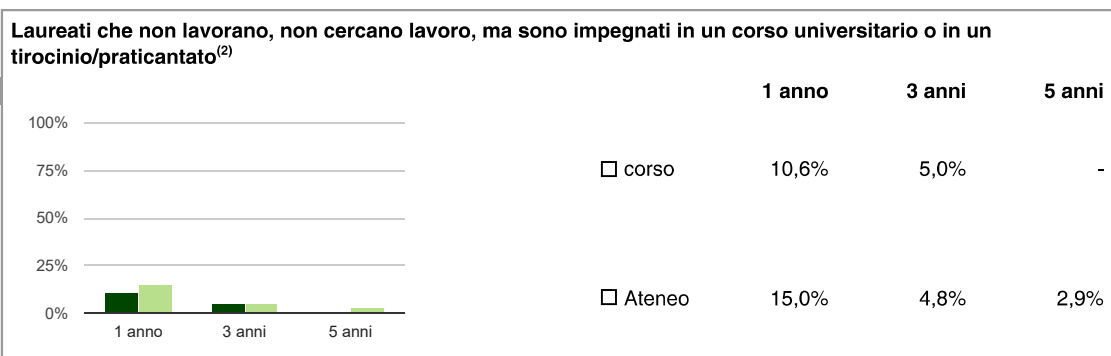 Laureati che non lavorano, non cercano lavoro, ma sono impegnati in un corso universitario o in un
tirocinio/praticantato(2)
1 anno 3 anni 5 anni
100%
75%
50%
25%
0%
1 anno 3 anni 5 anni
corso 10,6% 5,0% -
Ateneo 15,0% 4,8% 2,9%